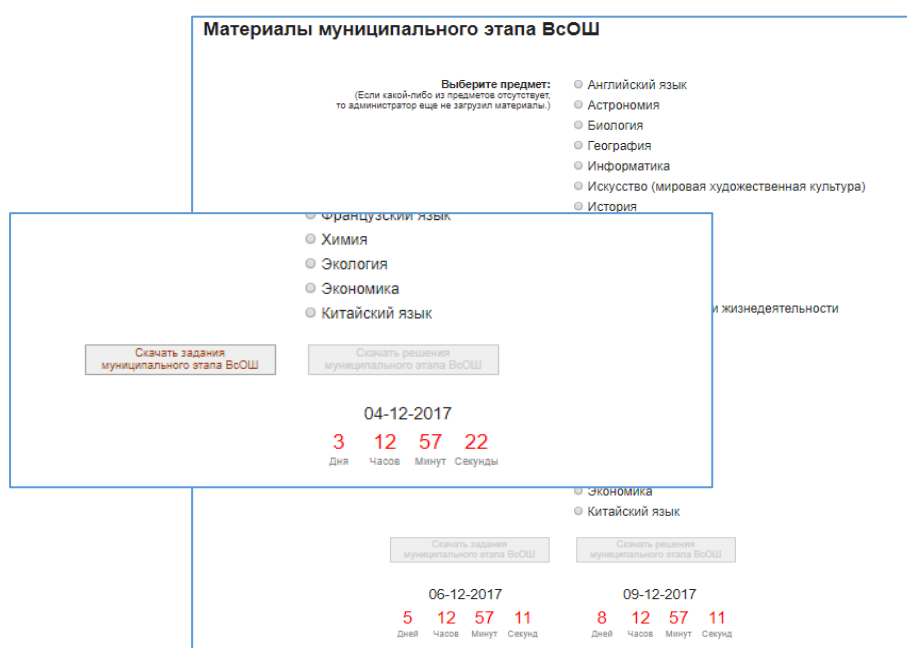 Материалы муниципального этапа ВсОШ
Выберите предмет:
(Если какой-либо из предметов отсутствует,
то администратор еще не загрузил материалы.)
Английский язык
Астрономия
Биология
География
Информатика
Искусство (мировая художественная культура)
История
Французский язык
Химия
Экология
Экономика
Китайский язык
Скачать задания
муниципального этапа ВсОШ
Скачать решения
муниципального этапа ВсОШ
04-12-2017
3 12 57 22
Дня Часов Минут Секунды
и жизнедеятельности
Экономика
Китайский язык
Скачать задания
муниципального этапа ВсОШ
Скачать решения
муниципального этапа ВсОШ
06-12-2017
5 12 57 11
Дней Часов Минут Секунд
09-12-2017
8 12 57 11
Дней Часов Минут Секунд